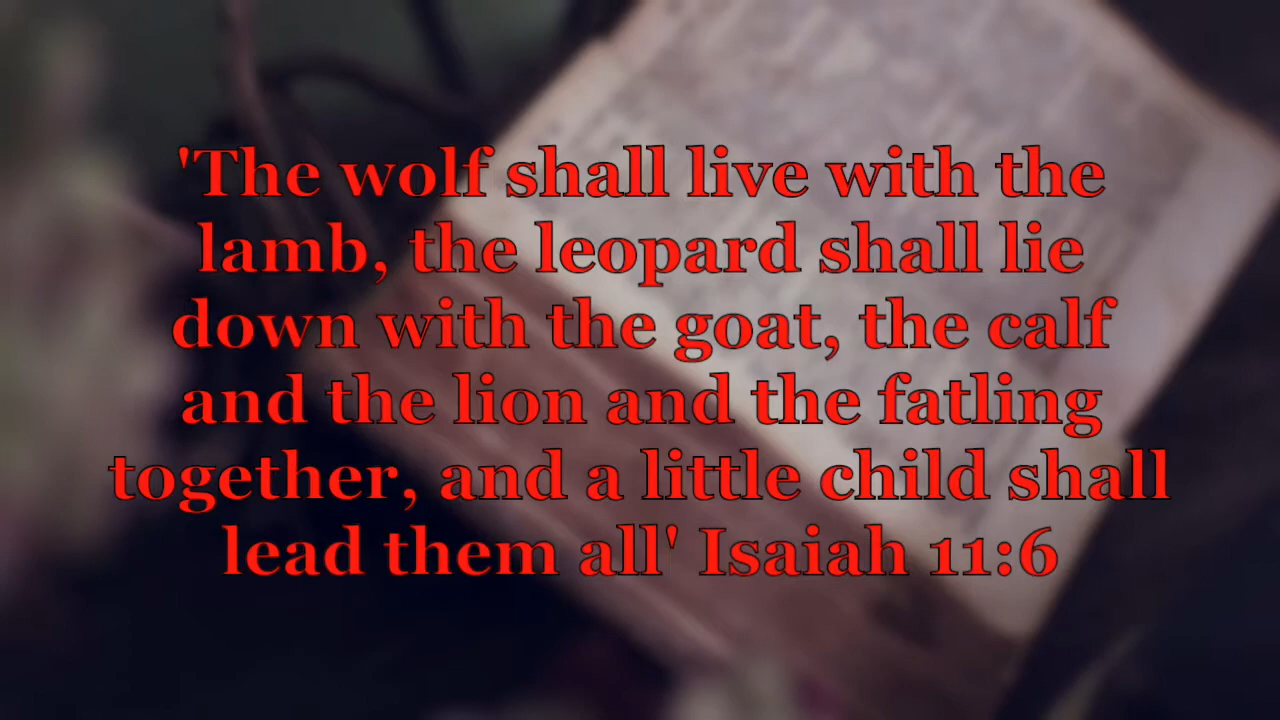 'The wolf shall live with the
lamb, the leopard shall lie
down with the goat, the calf
and the lion and the fatling
together, and a little child shall
lead them all' Isaiah 11:6